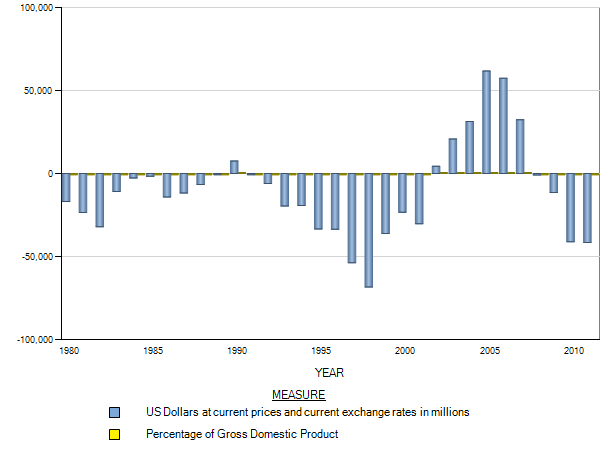 100,000
50,000
0
-50,000
-100,000
1980 1985 1990 1995 2000 2005 2010
YEAR
MEASURE
US Dollars at current prices and current exchange rates in millions
Percentage of Gross Domestic Product